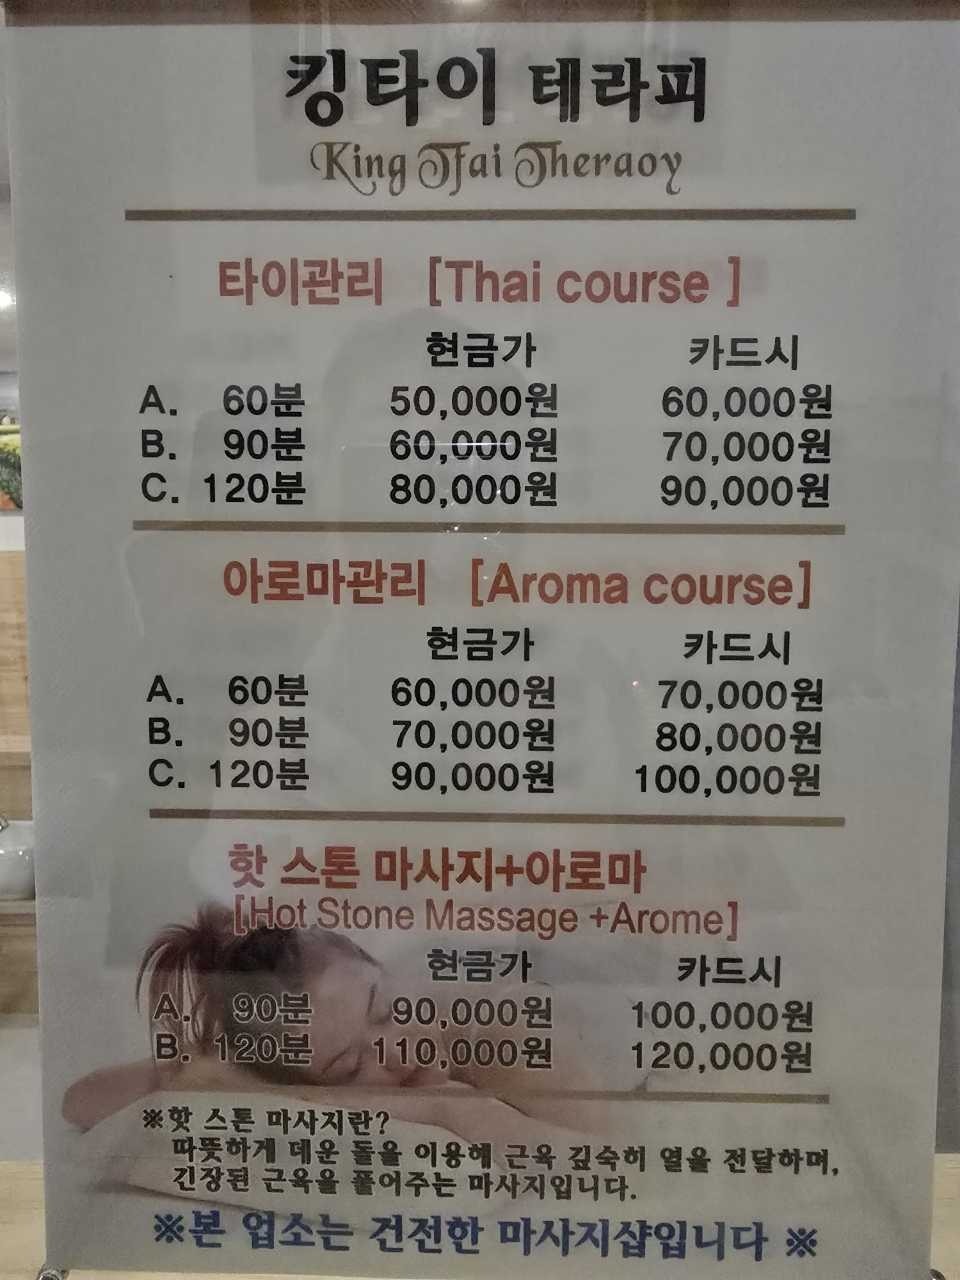 킹타이 테라피
King Tfai Theraoy
타이관리 [Thai course ]
현금가 카드시
A. 60분 50,000원 60,000원
B. 90분 60,000원 70,000원
C. 120분 80,000원 90,000원
아로마관리 [Aroma course]
현금가 카드시
A. 60분 60,000원 70,000원
B. 90분 70,000원 80,000원
C. 120분 90,000원 100,000원
핫 스톤 마사지+아로마
[Hot Stone Massage +Arome]
현금가 카드시
A. 90분 90,000원 100,000원
B. 120분 110,000원 120,000원
※핫 스톤 마사지란?
따뜻하게 데운 돌을 이용해 근육 깊숙히 열을 전달하며,
긴장된 근육을 풀어주는 마사지입니다.
※본 업소는 건전한 마사지샵입니다 ※